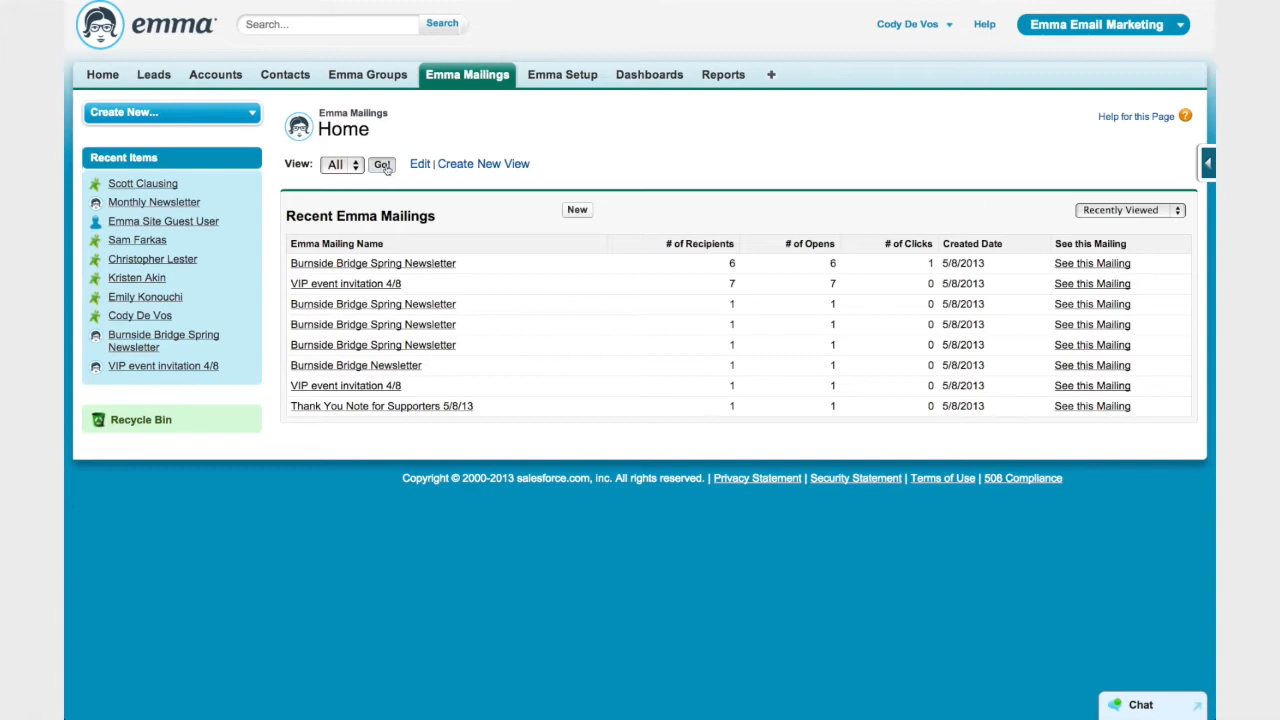 emma
Search...
Search
Cody De Vos
Help
Emma Email Marketing
Home Leads Accounts Contacts Emma Groups Emma Mailings Emma Setup Dashboards Reports +
Create New...
Recent Items
Scott Clausing
Monthly Newsletter
Emma Site Guest User
Sam Farkas
Christopher Lester
Kristen Akin
Emily Konouchi
Cody De Vos
Burnside Bridge Spring
Newsletter
VIP event invitation 4/8
Recycle Bin
Emma Mailings
Home
Help for this Page ?
View: All Go! Edit | Create New View
Recent Emma Mailings New Recently Viewed
Emma Mailing Name # of Recipients # of Opens # of Clicks Created Date See this Mailing
Burnside Bridge Spring Newsletter 6 6 1 5/8/2013 See this Mailing
VIP event invitation 4/8 7 7 0 5/8/2013 See this Mailing
Burnside Bridge Spring Newsletter 1 1 0 5/8/2013 See this Mailing
Burnside Bridge Spring Newsletter 1 1 0 5/8/2013 See this Mailing
Burnside Bridge Spring Newsletter 1 1 0 5/8/2013 See this Mailing
Burnside Bridge Newsletter 1 1 0 5/8/2013 See this Mailing
VIP event invitation 4/8 1 1 0 5/8/2013 See this Mailing
Thank You Note for Supporters 5/8/13 1 1 0 5/8/2013 See this Mailing
Copyright © 2000-2013 salesforce.com, inc. All rights reserved. | Privacy Statement | Security Statement | Terms of Use | 508 Compliance
Chat